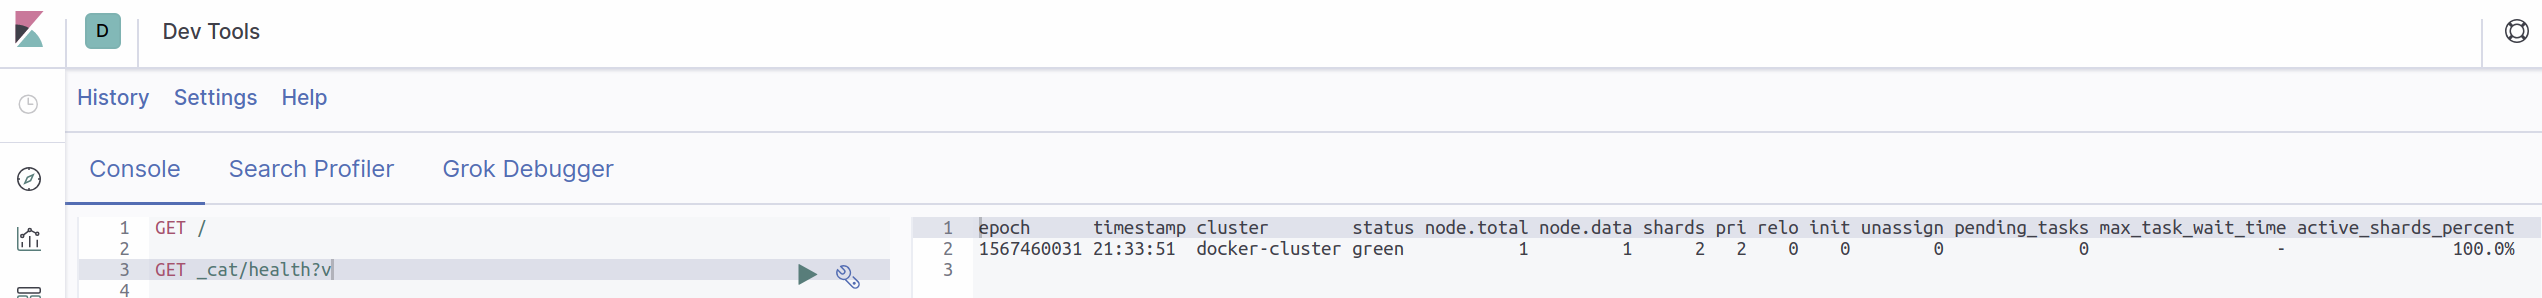 D Dev Tools
History Settings Help
Console Search Profiler Grok Debugger
1 GET /
2
3 GET _cat/health?v
4
1 epoch timestamp cluster status node.total node.data shards pri relo init unassign pending_tasks max_task_wait_time active_shards_percent
2 1567460031 21:33:51 docker-cluster green 1 1 2 2 0 0 0 0 - 100.0%
3